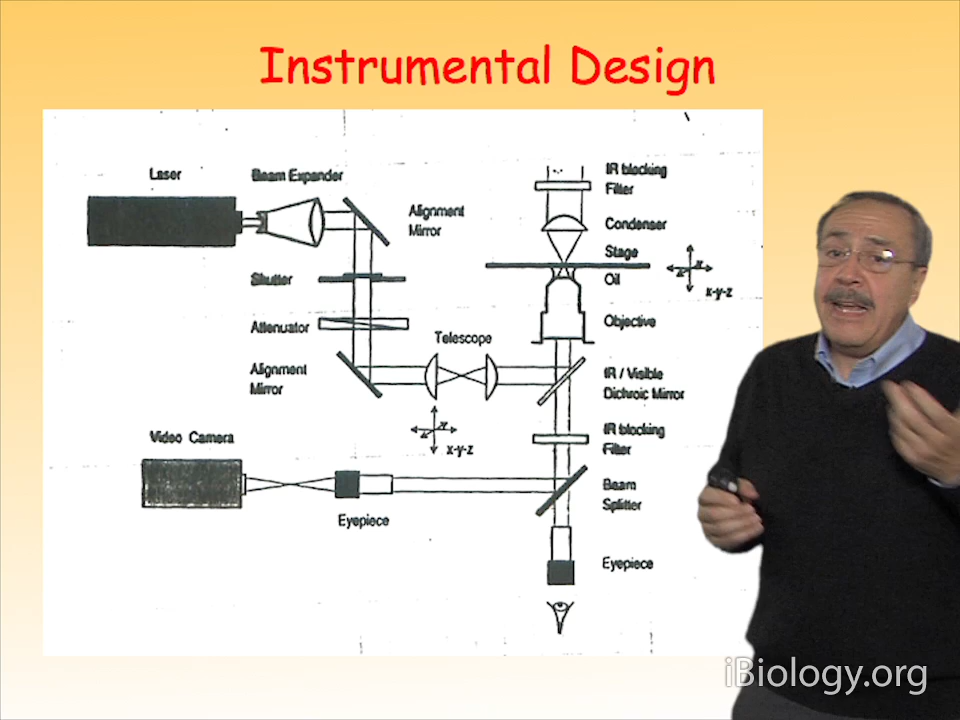 Instrumental Design
Laser
Beam Expander
Alignment
Mirror
IR blocking
Filter
Condenser
Stage
x-y-z
Oil
Shutter
Objective
Attenuator
Telescope
Alignment
Mirror
IR / Visible
Dichroic Mirror
x-y-z
IR blocking
Filter
Video Camera
Beam
Splitter
Eyepiece
Eyepiece
iBiology.org